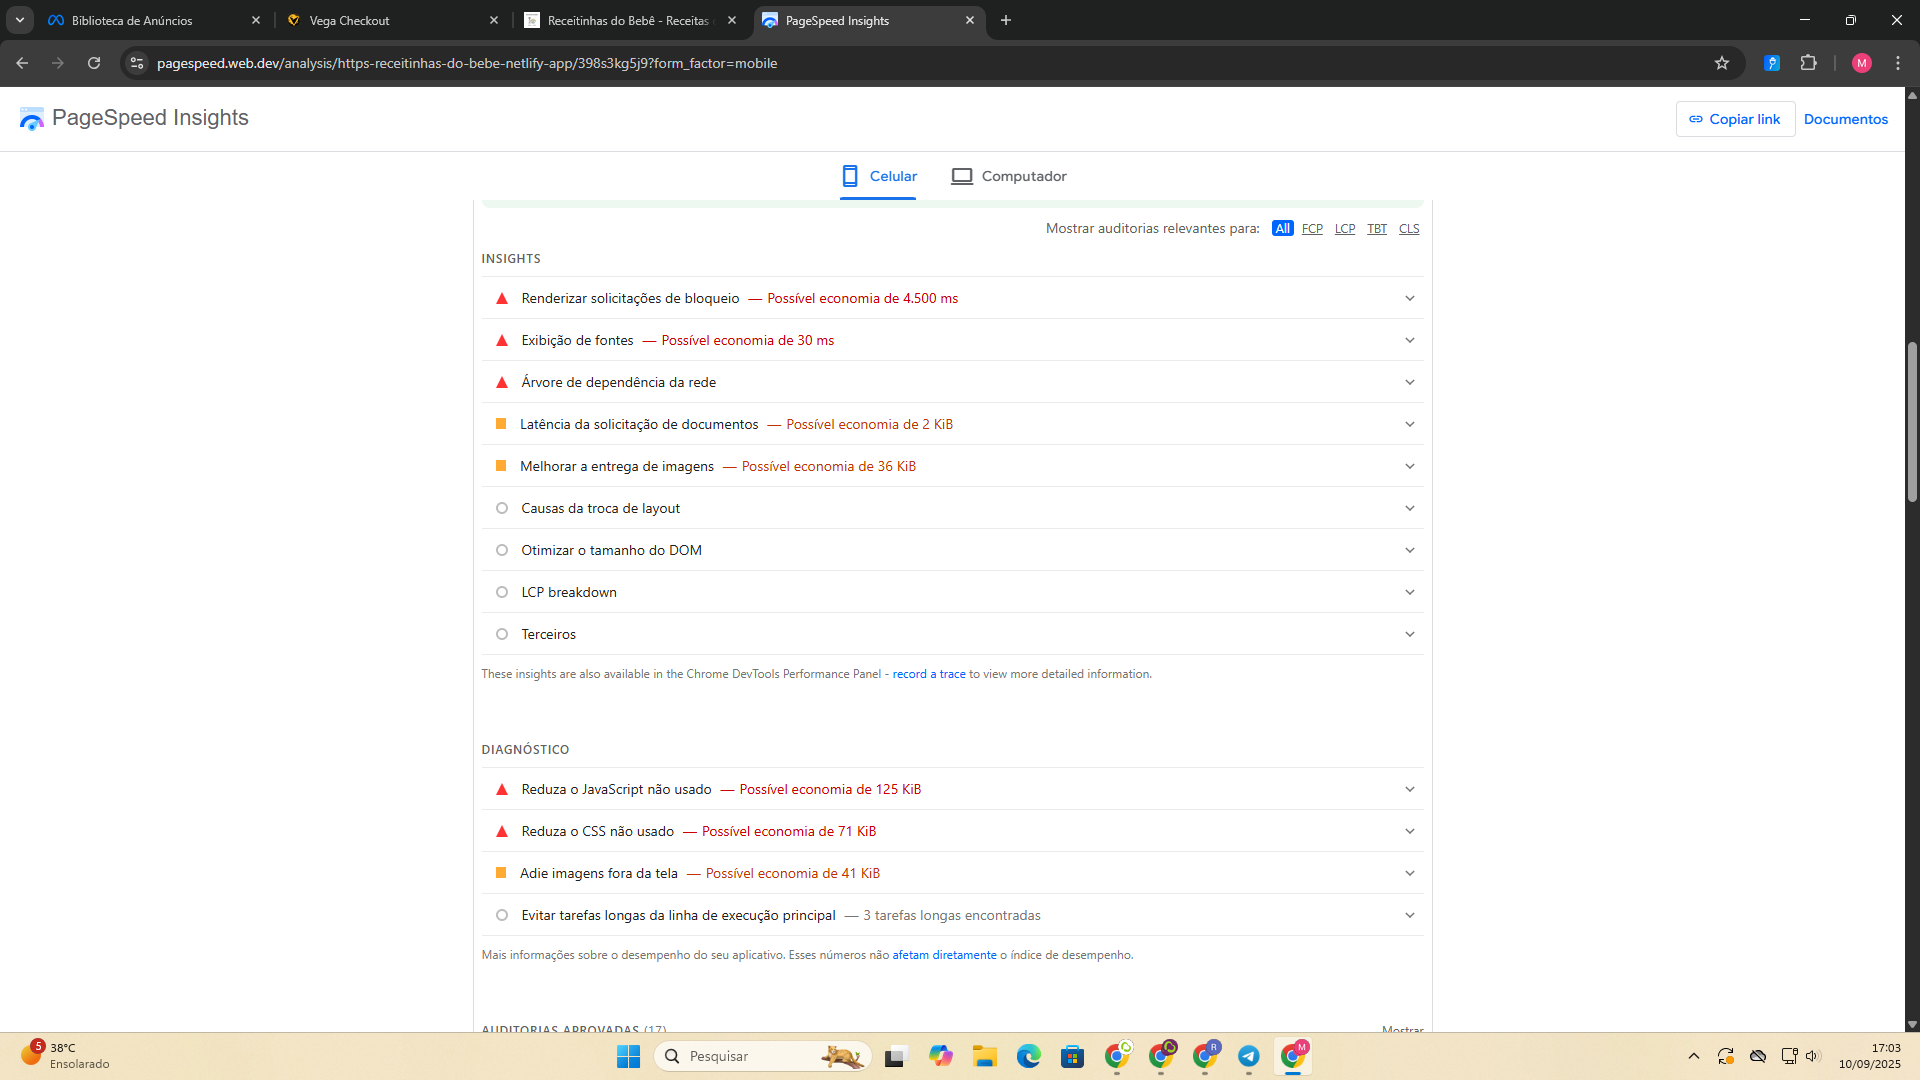 Biblioteca de Anúncios
Vega Checkout
Receitinhas do Bebê - Receitas
PageSpeed Insights
pagespeed.web.dev/analysis/https-receitinhas-do-bebe-netlify-app/398s3kg5j9?form_factor=mobile
M
PageSpeed Insights
Copiar link
Documentos
Celular
Computador
Mostrar auditorias relevantes para: All FCP LCP TBT CLS
INSIGHTS
Renderizar solicitações de bloqueio — Possível economia de 4.500 ms
Exibição de fontes — Possível economia de 30 ms
Árvore de dependência da rede
Latência da solicitação de documentos — Possível economia de 2 KiB
Melhorar a entrega de imagens — Possível economia de 36 KiB
Causas da troca de layout
Otimizar o tamanho do DOM
LCP breakdown
Terceiros
These insights are also available in the Chrome DevTools Performance Panel - record a trace to view more detailed information.
DIAGNÓSTICO
Reduza o JavaScript não usado — Possível economia de 125 KiB
Reduza o CSS não usado — Possível economia de 71 KiB
Adie imagens fora da tela — Possível economia de 41 KiB
Evitar tarefas longas da linha de execução principal — 3 tarefas longas encontradas
Mais informações sobre o desempenho do seu aplicativo. Esses números não afetam diretamente o índice de desempenho.
AUDITORIAS APROVADAS (17)
Mostrar
5
38°C
Ensolarado
Pesquisar
R
M
17:03
10/09/2025